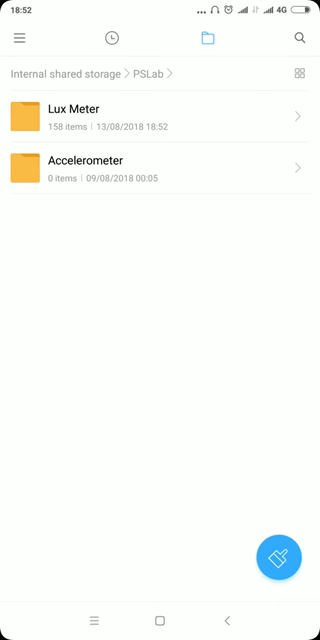 18:52
4G
Internal shared storage > PSLab >
Lux Meter
158 items | 13/08/2018 18:52
Accelerometer
0 items | 09/08/2018 00:05